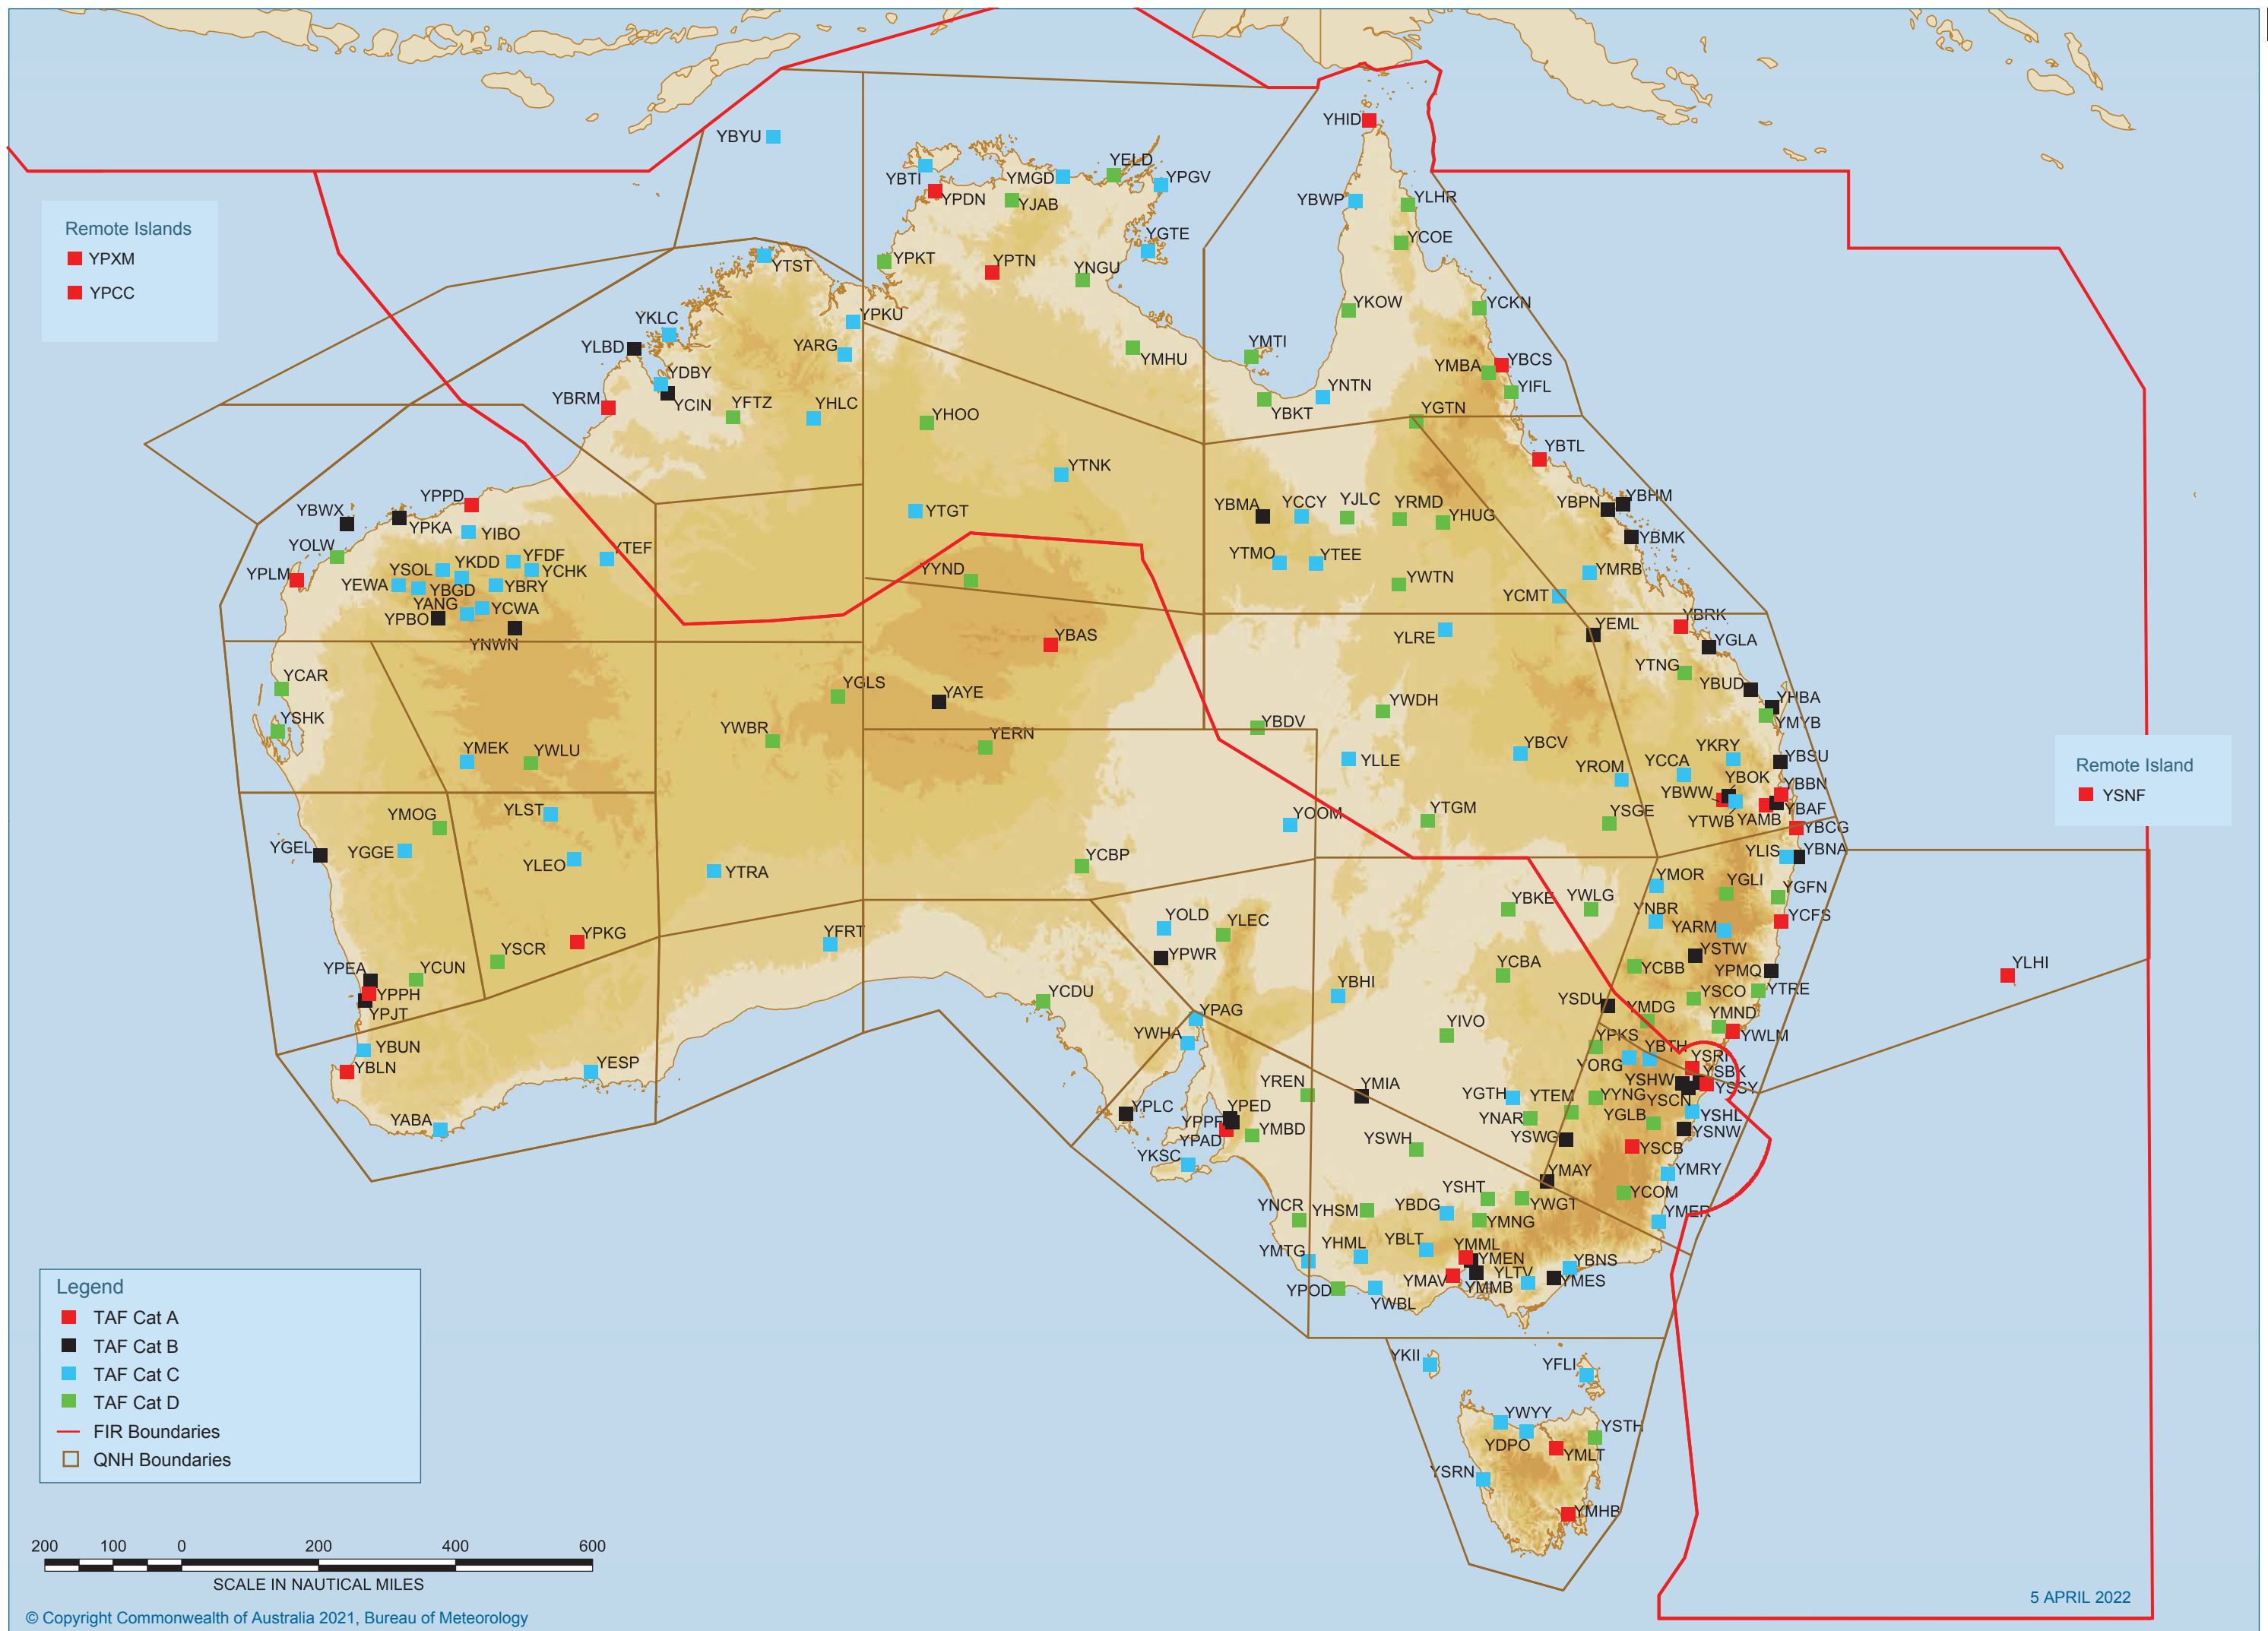 YHID
YBYU
YELD
YBTI
YMGD
YPGV
YPDN
YJAB
YBWP
YLHR
Remote Islands
YPXM
YPCC
YGTE
YCOE
YTST
YPKT
YPTN
YNGU
YKOW
YCKN
YKLC
YPKU
YLBD
YARG
YMHU
YMTI
YMBA
YBCS
YDBY
YIFL
YBRM
YCIN
YFTZ
YHLC
YHOO
YBKT
YNTN
YGTN
YBTL
YTNK
YPPD
YBWX
YPKA
YTGT
YBMA
YCCY
YJLC
YRMD
YHUG
YBPN
YBHM
YIBO
YBMK
YOLW
YTEF
YTMO
YTEE
YPLM
YSOL
YKDD
YFDF
YCHK
YMRB
YEWA
YBGD
YBRY
YYND
YWTN
YCMT
YANG
YCWA
YPBO
YNWN
YBAS
YLRE
YEML
YBRK
YGLA
YCAR
YGLS
YAYE
YTNG
YBUD
YHBA
YWDH
YMYB
YSHK
YWBR
YERN
YBDV
YMEK
YWLU
YLLE
YBCV
YROM
YCCA
YKRY
YBSU
YBOK
YBWW
YBBN
YBAF
Remote Island
YSNF
YMOG
YLST
YCOM
YTGM
YSGE
YTWB
YAMB
YBCG
YGEL
YGGE
YLEO
YTRA
YCBP
YLIS
YBNA
YMOR
YGLI
YGFN
YBKE
YWLG
YNBR
YARM
YCFS
YOLD
YLEC
YFRT
YPKG
YSCR
YPWR
YSTW
YPMQ
YLHI
YPEA
YCUN
YCBA
YCBB
YBHI
YPPH
YPJT
YCDU
YSDU
YMDG
YSCO
YTRE
YPAG
YMND
YWLM
YWHA
YIVO
YPKS
YBUN
YBTH
YORG
YSRI
YBLN
YESP
YSHW
YSBK
YSSY
YREN
YMIA
YGTH
YTEM
YYNG
YSCN
YABA
YPLC
YPED
YNAR
YGLB
YSHL
YPPF
YMBD
YSNW
YPAD
YSWH
YSWG
YSCB
YKSC
YMAY
YMRY
YSHT
YWGT
YCOM
YNCR
YHSM
YBDG
YMNG
YMER
YBLT
YMTG
YHML
YMML
YMEN
YBNS
YMAV
YLTV
YMES
YPOD
YMMB
YWBL
Legend
TAF Cat A
TAF Cat B
TAF Cat C
TAF Cat D
FIR Boundaries
QNH Boundaries
YKII
YFLI
YWYY
YSTH
YDPO
YMLT
YSRN
YMHB
200 100 0 200 400 600
SCALE IN NAUTICAL MILES
5 APRIL 2022
© Copyright Commonwealth of Australia 2021, Bureau of Meteorology